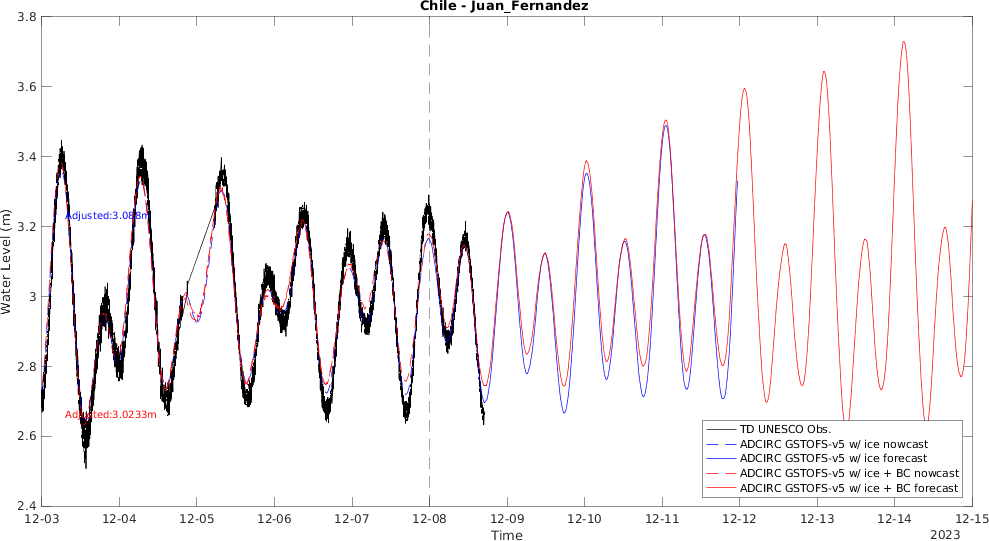 Chile - Juan_Fernandez
3.8
3.6
3.4
3.2
3
2.8
2.6
2.4
Water Level (m)
Adjusted:3.088m
Adjusted:3.0233m
TD UNESCO Obs.
ADCIRC GSTOFS-v5 w/ ice nowcast
ADCIRC GSTOFS-v5 w/ ice forecast
ADCIRC GSTOFS-v5 w/ ice + BC nowcast
ADCIRC GSTOFS-v5 w/ ice + BC forecast
12-03 12-04 12-05 12-06 12-07 12-08 12-09 12-10 12-11 12-12 12-13 12-14 12-15
Time
2023